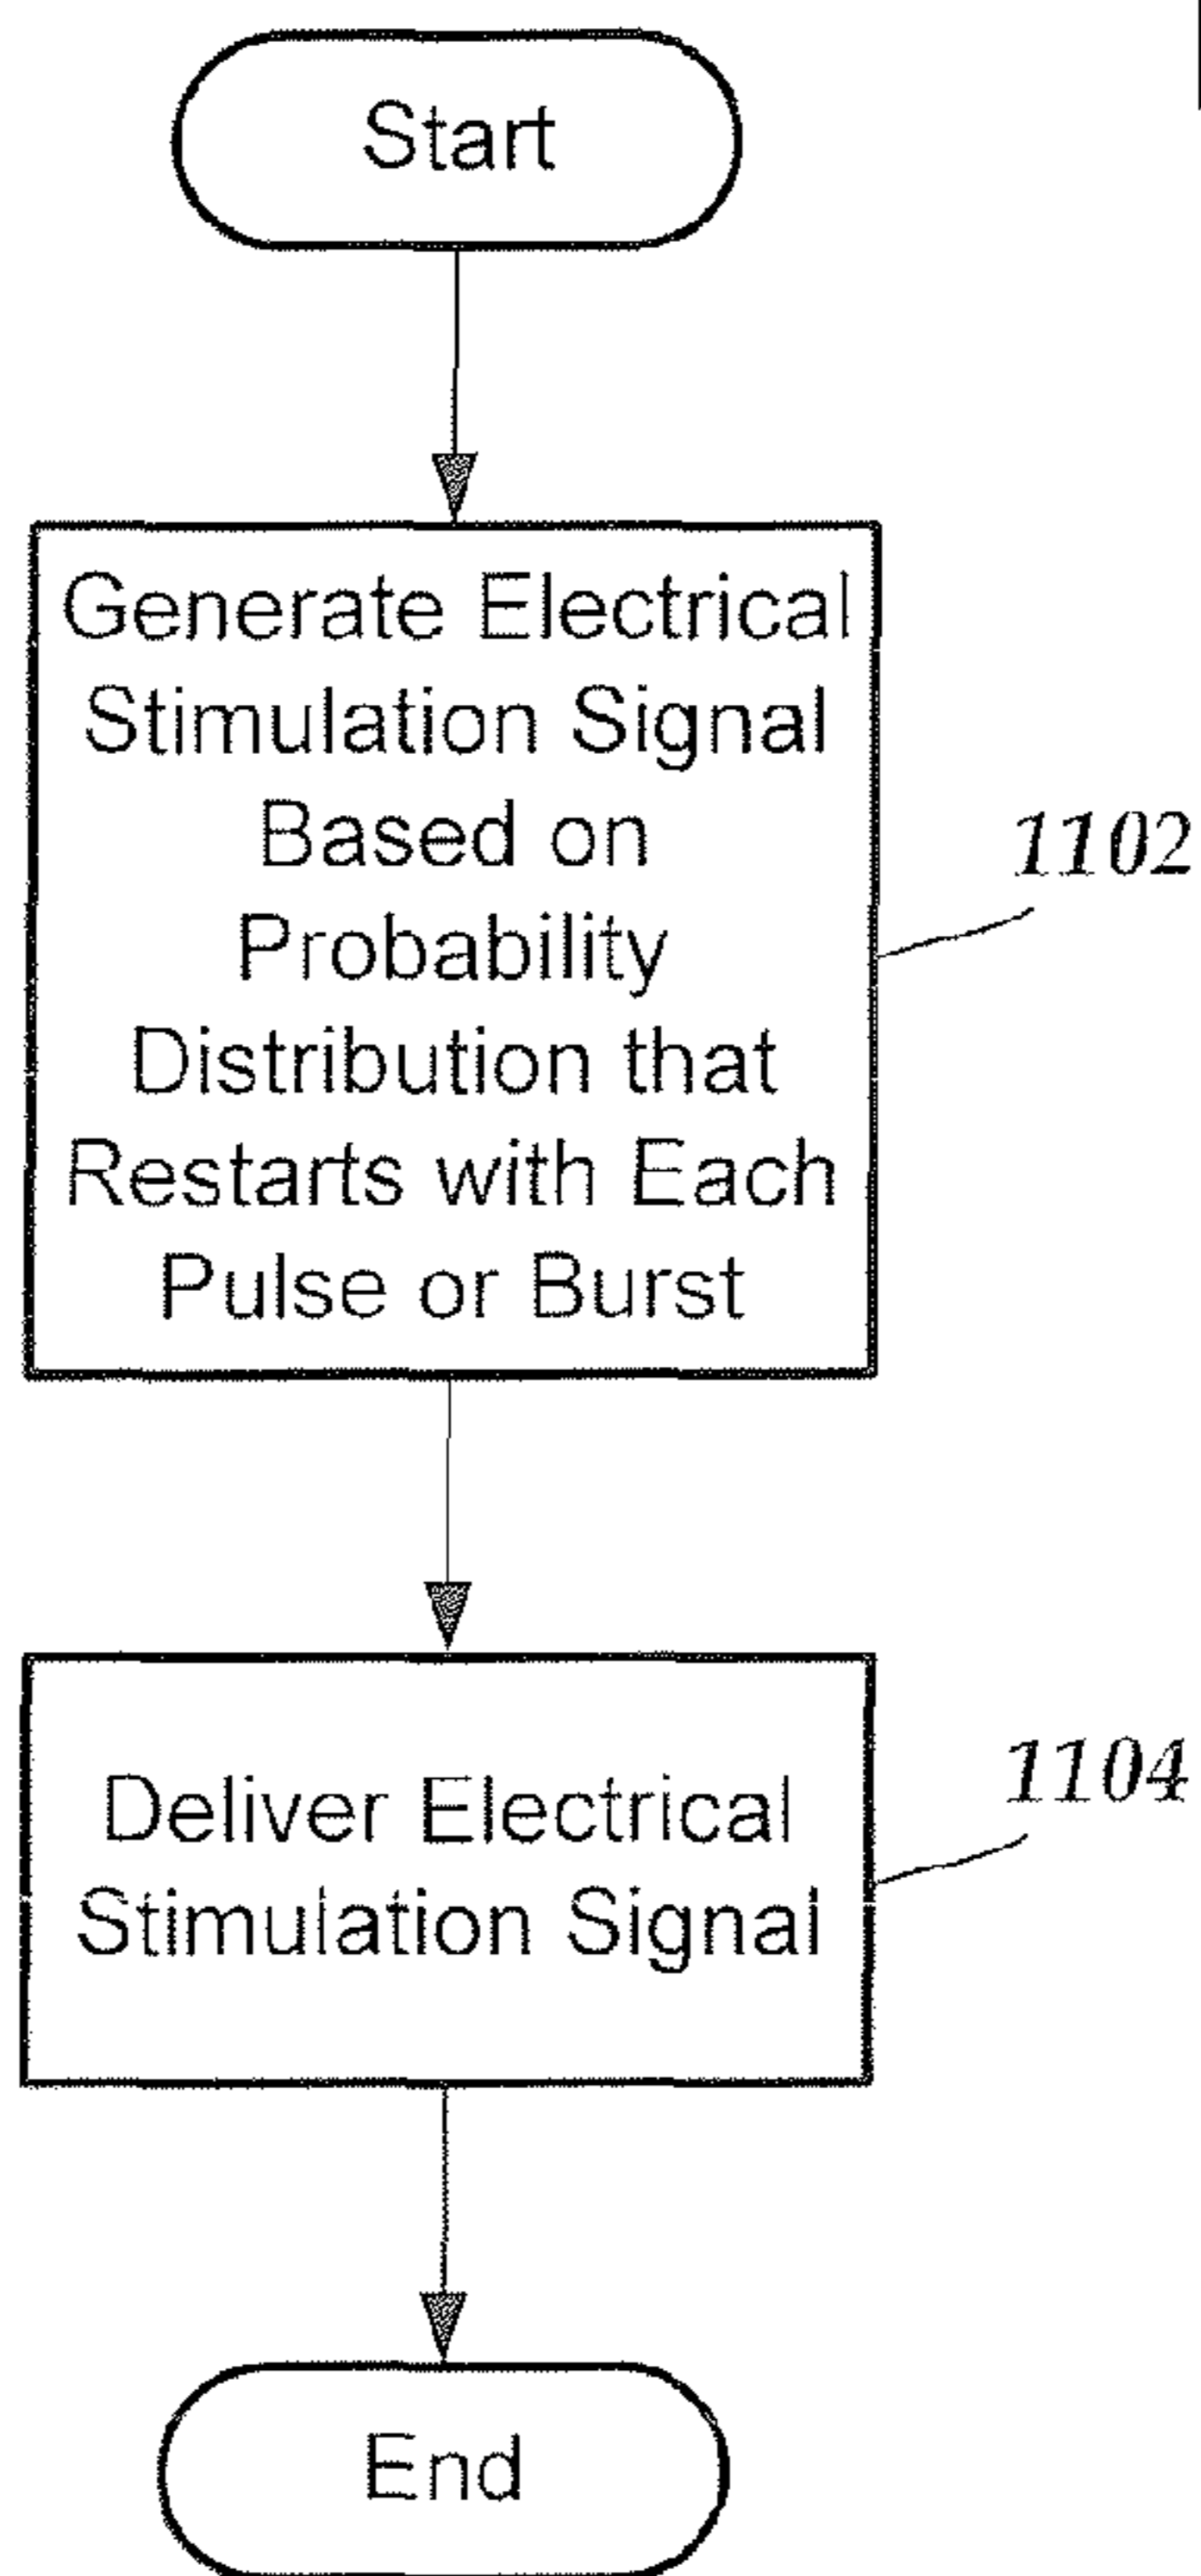 Start
Generate Electrical
Stimulation Signal
Based on
Probability
Distribution that
Restarts with Each
Pulse or Burst
1102
Deliver Electrical
Stimulation Signal
1104
End